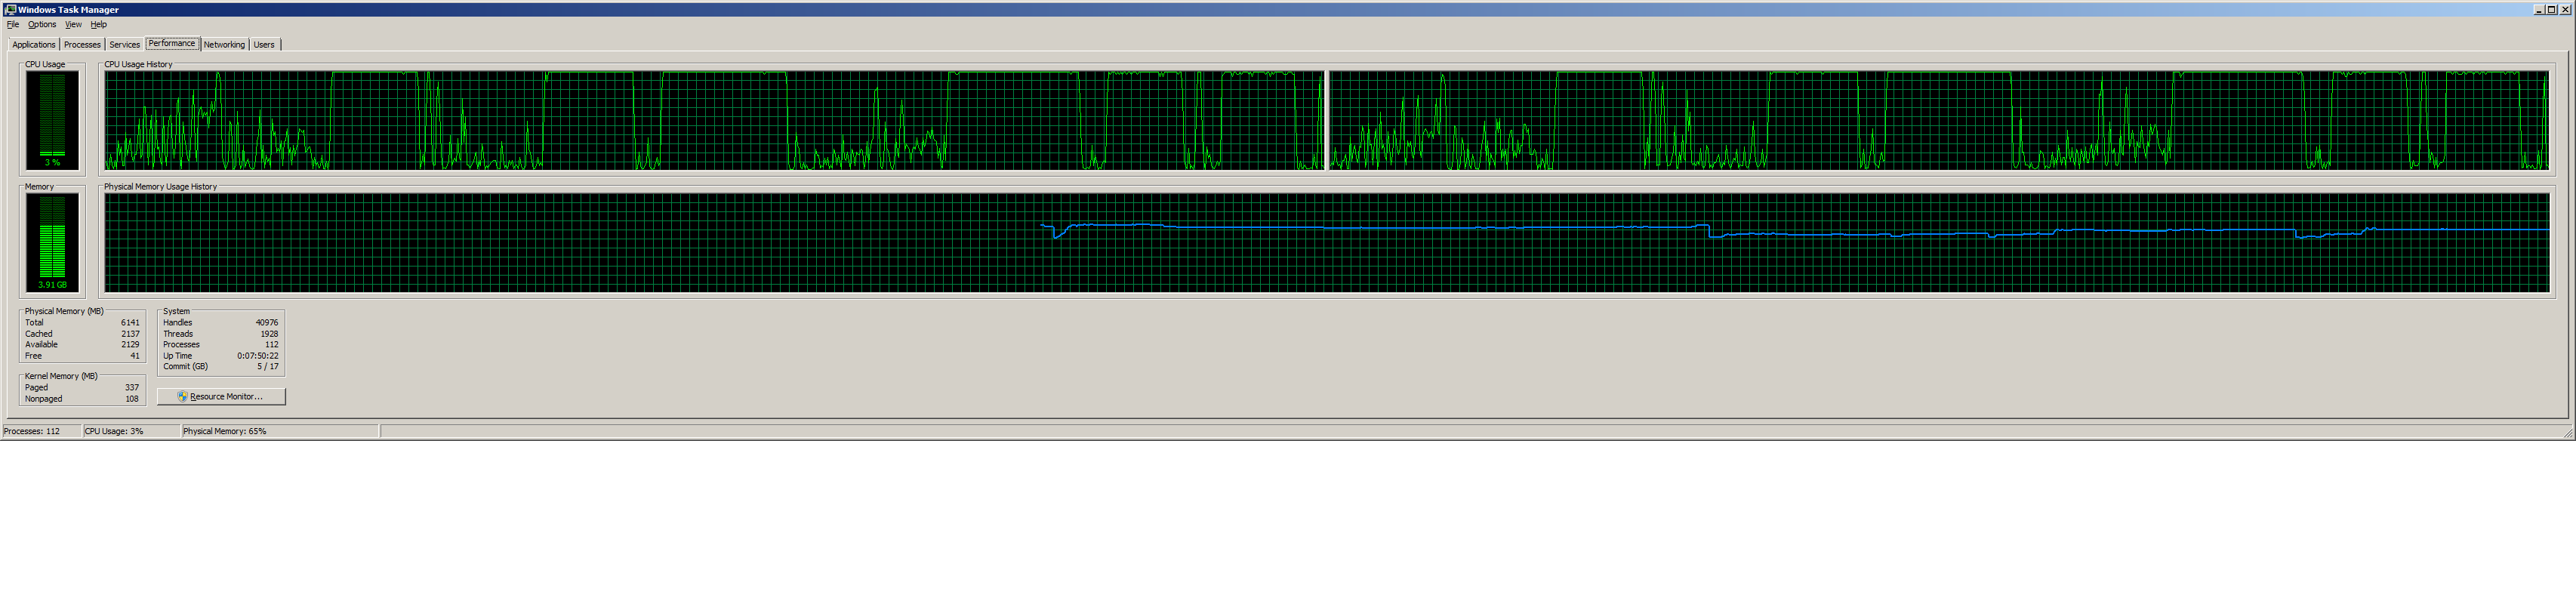 Windows Task Manager
File Options View Help
Applications Processes Services Performance Networking Users
CPU Usage CPU Usage History
3 %
Memory Physical Memory Usage History
3.91 GB
Physical Memory (MB)
Total 6141
Cached 2137
Available 2129
Free 41
System
Handles 40976
Threads 1928
Processes 112
Up Time 0:07:50:22
Commit (GB) 5 / 17
Kernel Memory (MB)
Paged 337
Nonpaged 108
Resource Monitor...
Processes: 112 CPU Usage: 3% Physical Memory: 65%